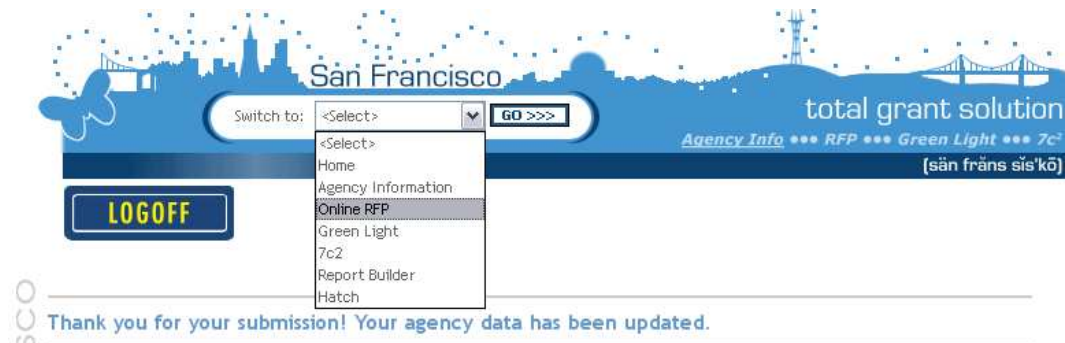 San Francisco
Switch to: <Select> GO >>>
total grant solution
<Select>
Agency Info ●●● RFP ●●● Green Light ●●● 7c²
Home
(sän frăns sĭs'kō)
Agency Information
LOGOFF
Online RFP
Green Light
7c2
Report Builder
Hatch
Thank you for your submission! Your agency data has been updated.